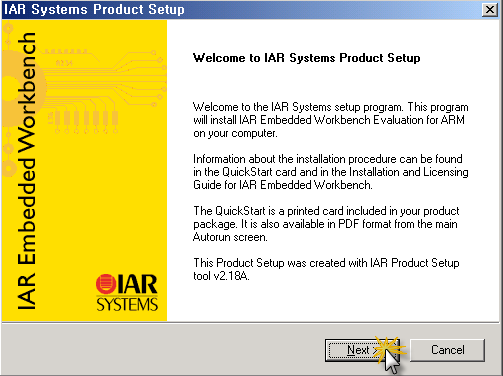 IAR Systems Product Setup
IAR Embedded Workbench
IAR
SYSTEMS
Welcome to IAR Systems Product Setup
Welcome to the IAR Systems setup program. This program
will install IAR Embedded Workbench Evaluation for ARM
on your computer.
Information about the installation procedure can be found
in the QuickStart card and in the Installation and Licensing
Guide for IAR Embedded Workbench.
The QuickStart is a printed card included in your product
package. It is also available in PDF format from the main
Autorun screen.
This Product Setup was created with IAR Product Setup
tool v2.18A.
Next >
Cancel